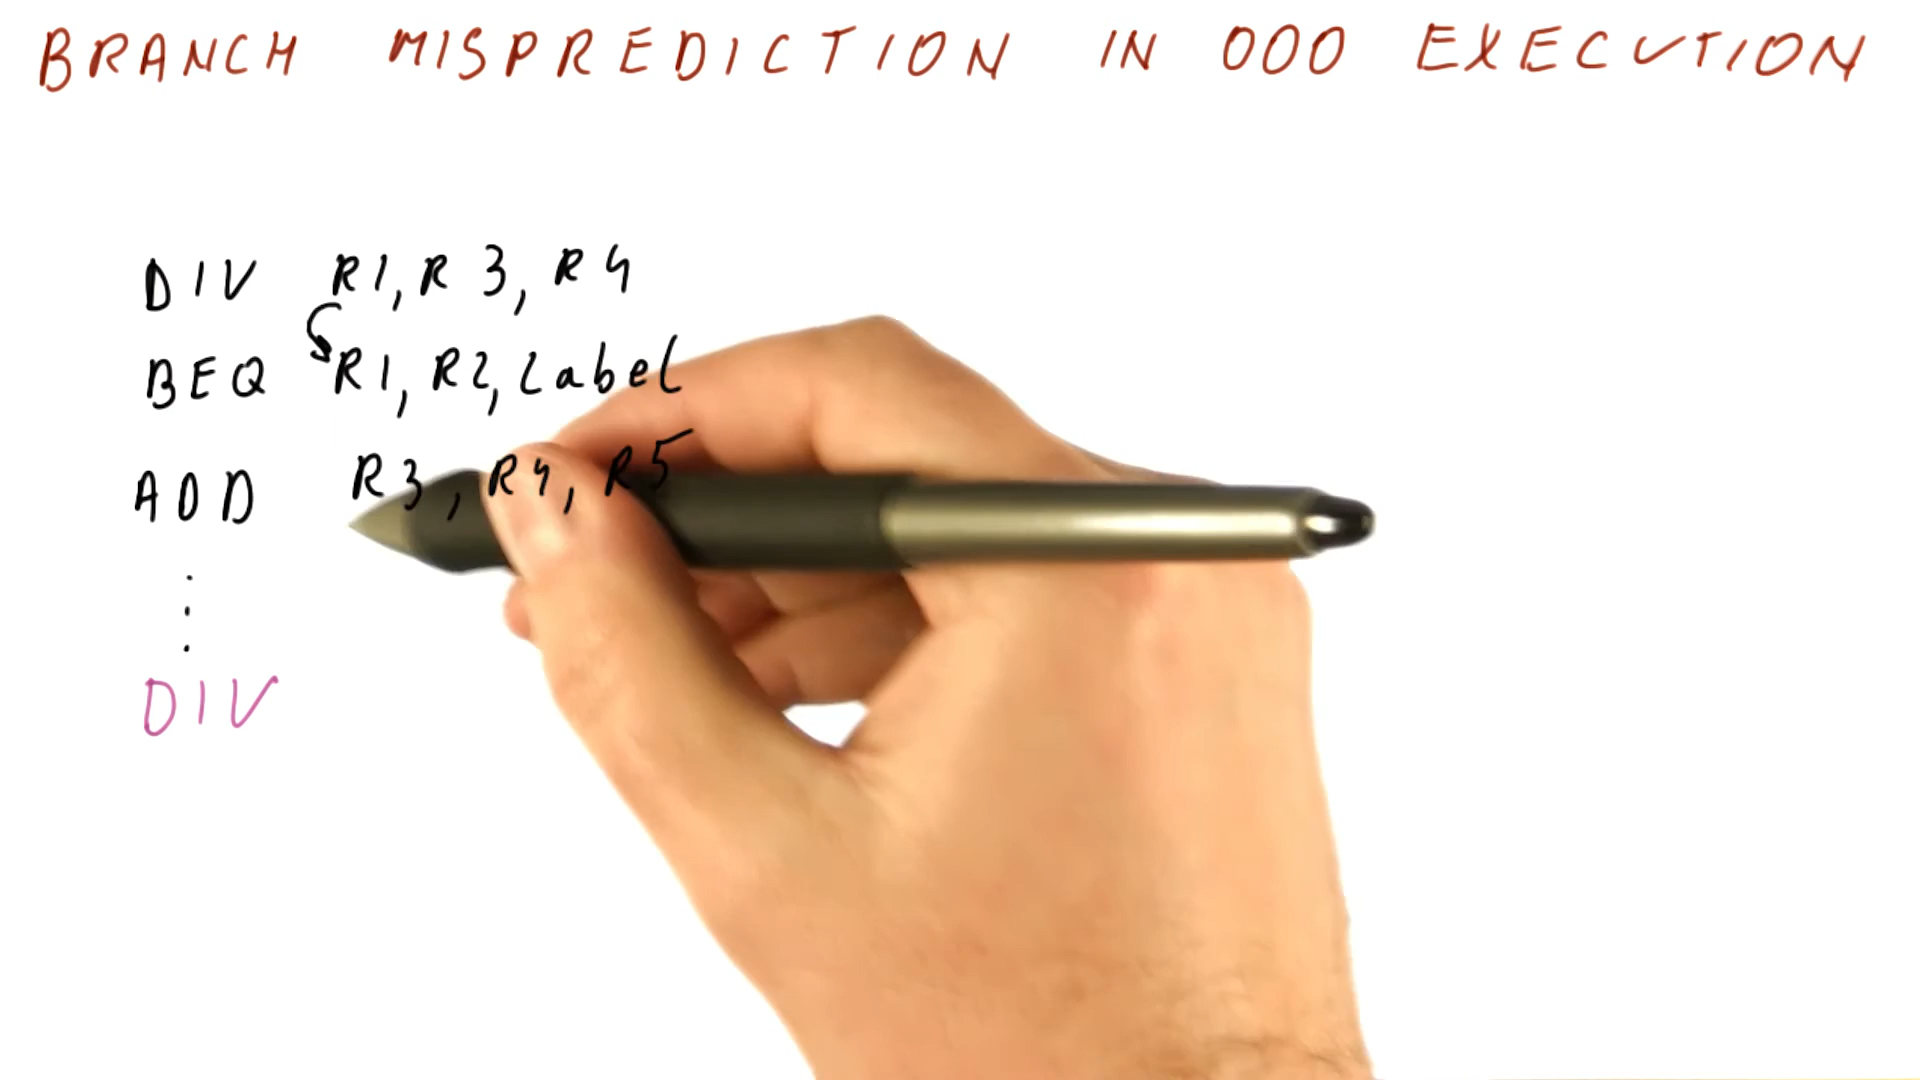 BRANCH MISPREDICTION IN OOO EXECUTION
DIV R1, R3, R4
BEQ R1, R2, Label
ADD R3, R4, R5
⋮
DIV